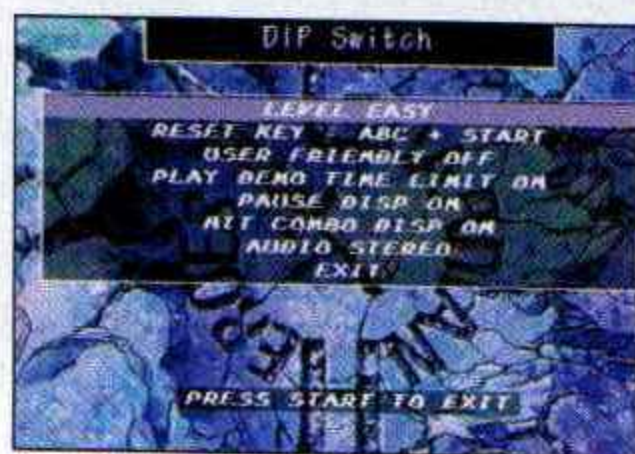 DIP Switch
LEVEL EASY
RESET KEY = ABC + START
USER FRIENDLY OFF
PLAY DEMO TIME LIMIT ON
PAUSE DISP ON
HIT COMBO DISP ON
AUDIO STEREO
EXIT
PRESS START TO EXIT